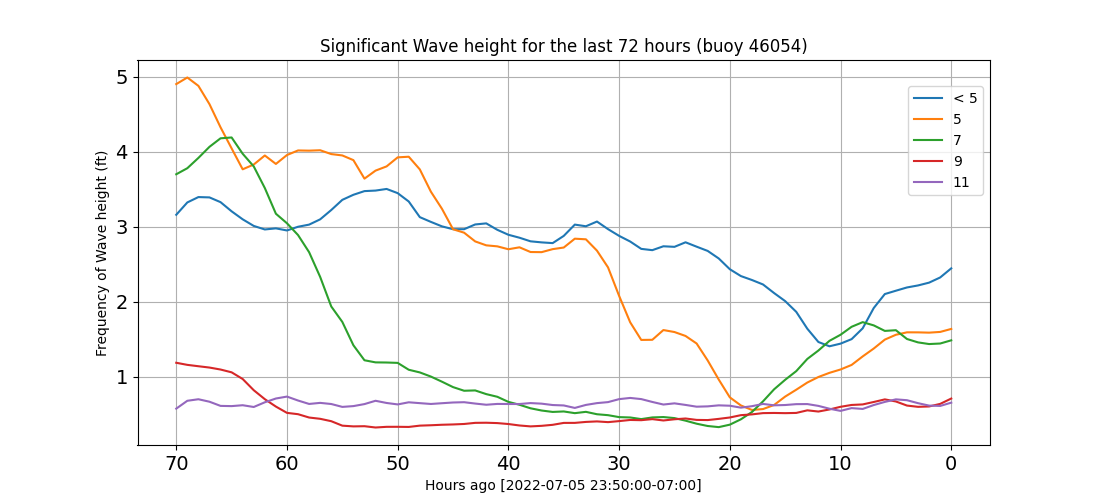 Significant Wave height for the last 72 hours (buoy 46054)
Frequency of Wave height (ft)
5
4
3
2
1
< 5
5
7
9
11
70 60 50 40 30 20 10 0
Hours ago [2022-07-05 23:50:00-07:00]